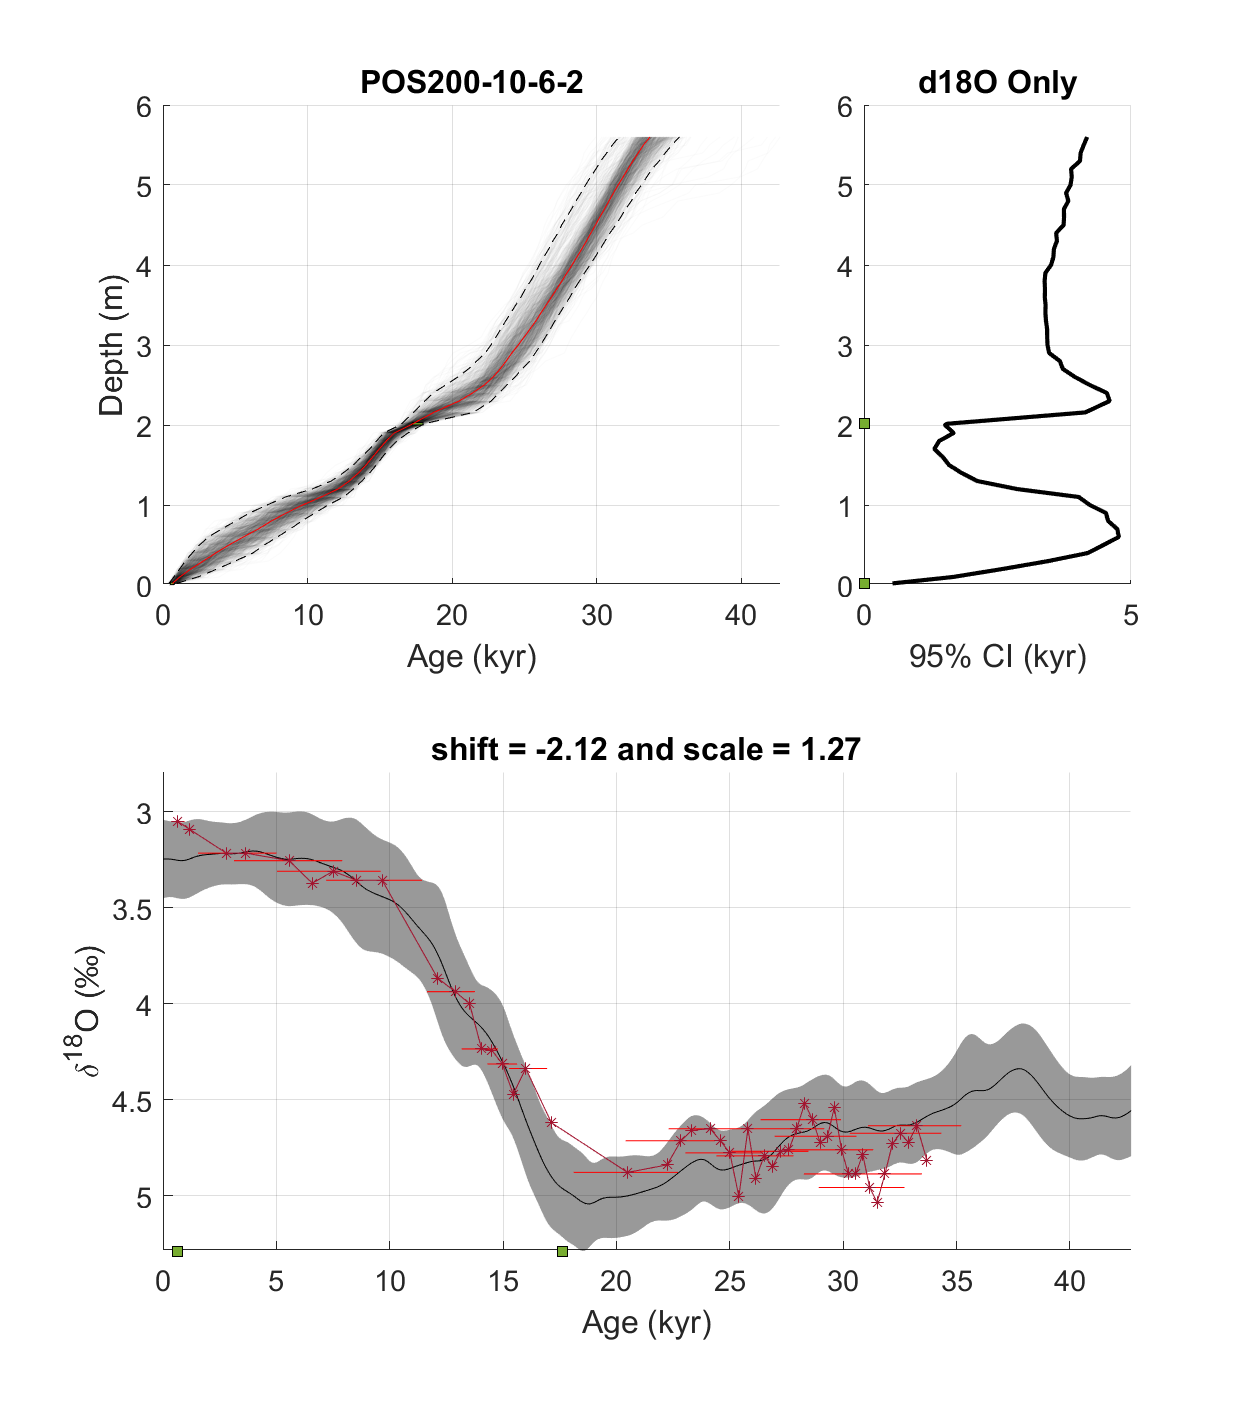 POS200-10-6-2
6
5
4
3
2
1
0
Depth (m)
0 10 20 30 40
Age (kyr)
d18O Only
6
5
4
3
2
1
0
0 5
95% CI (kyr)
shift = -2.12 and scale = 1.27
3
3.5
4
4.5
5
δ18O (‰)
0 5 10 15 20 25 30 35 40
Age (kyr)